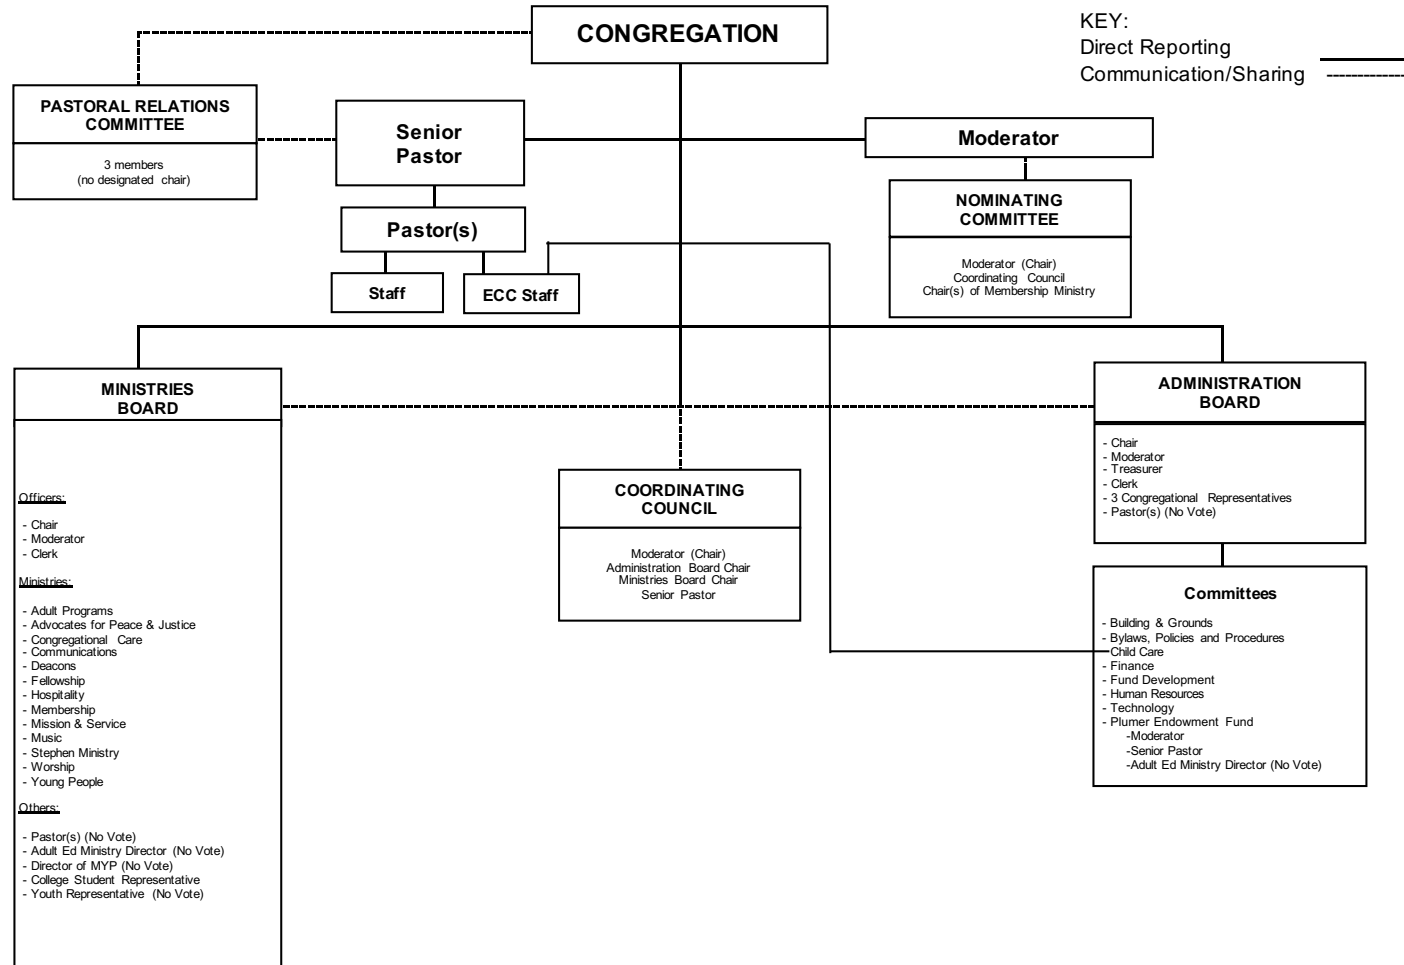 CONGREGATION
KEY:
Direct Reporting
Communication/Sharing
PASTORAL RELATIONS
COMMITTEE
3 members
(no designated chair)
Senior
Pastor
Moderator
NOMINATING
COMMITTEE
Moderator (Chair)
Coordinating Council
Chair(s) of Membership Ministry
Pastor(s)
Staff
ECC Staff
MINISTRIES
BOARD
Officers:
- Chair
- Moderator
- Clerk
Ministries:
- Adult Programs
- Advocates for Peace & Justice
- Congregational Care
- Communications
- Deacons
- Fellowship
- Hospitality
- Membership
- Mission & Service
- Music
- Stephen Ministry
- Worship
- Young People
Others:
- Pastor(s) (No Vote)
- Adult Ed Ministry Director (No Vote)
- Director of MYP (No Vote)
- College Student Representative
- Youth Representative (No Vote)
COORDINATING
COUNCIL
Moderator (Chair)
Administration Board Chair
Ministries Board Chair
Senior Pastor
ADMINISTRATION
BOARD
- Chair
- Moderator
- Treasurer
- Clerk
- 3 Congregational Representatives
- Pastor(s) (No Vote)
Committees
- Building & Grounds
- Bylaws, Policies and Procedures
- Child Care
- Finance
- Fund Development
- Human Resources
- Technology
- Plumer Endowment Fund
-Moderator
-Senior Pastor
-Adult Ed Ministry Director (No Vote)